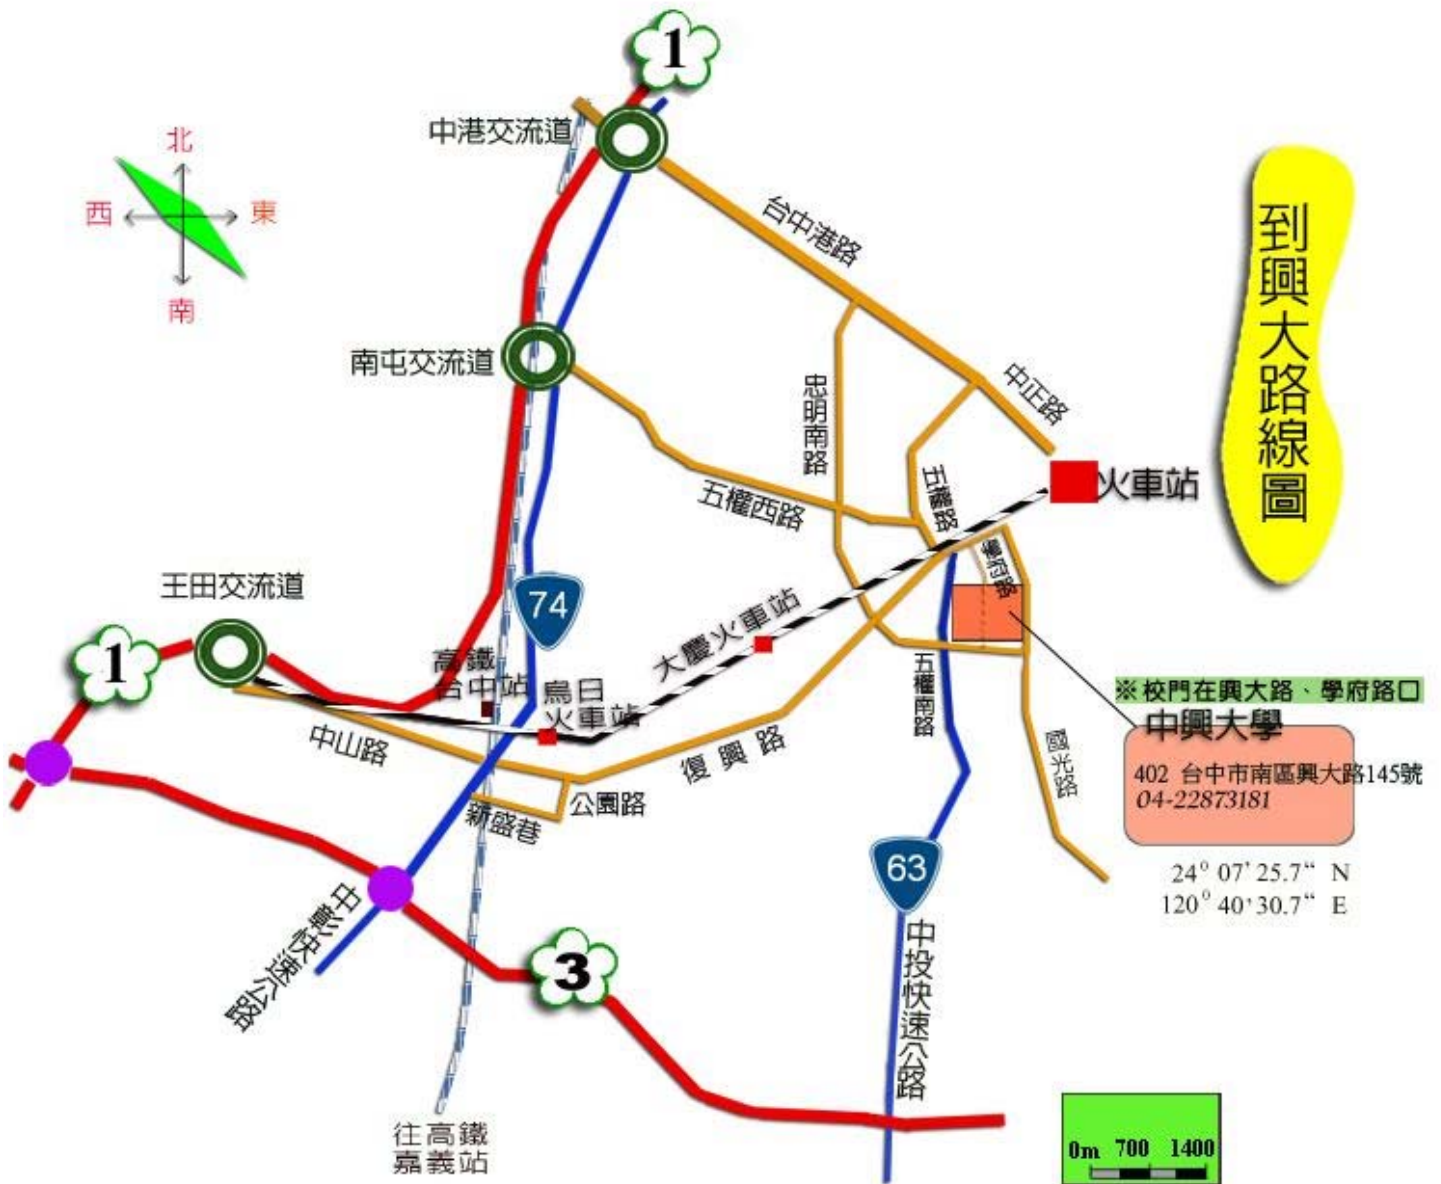 1
中港交流道
北
西
東
南
台中港路
到興大路線圖
南屯交流道
忠明南路
中正路
五權西路
五權路
火車站
學府路
王田交流道
74
大慶火車站
1
高鐵
台中站
烏日
火車站
五權南路
※校門在興大路、學府路口
中興大學
402 台中市南區興大路145號
04-22873181
中山路
復興路
國光路
公園路
新盛巷
63
24° 07' 25.7“ N
120° 40' 30.7“ E
中彰快速公路
3
中投快速公路
往高鐵
嘉義站
0m 700 1400